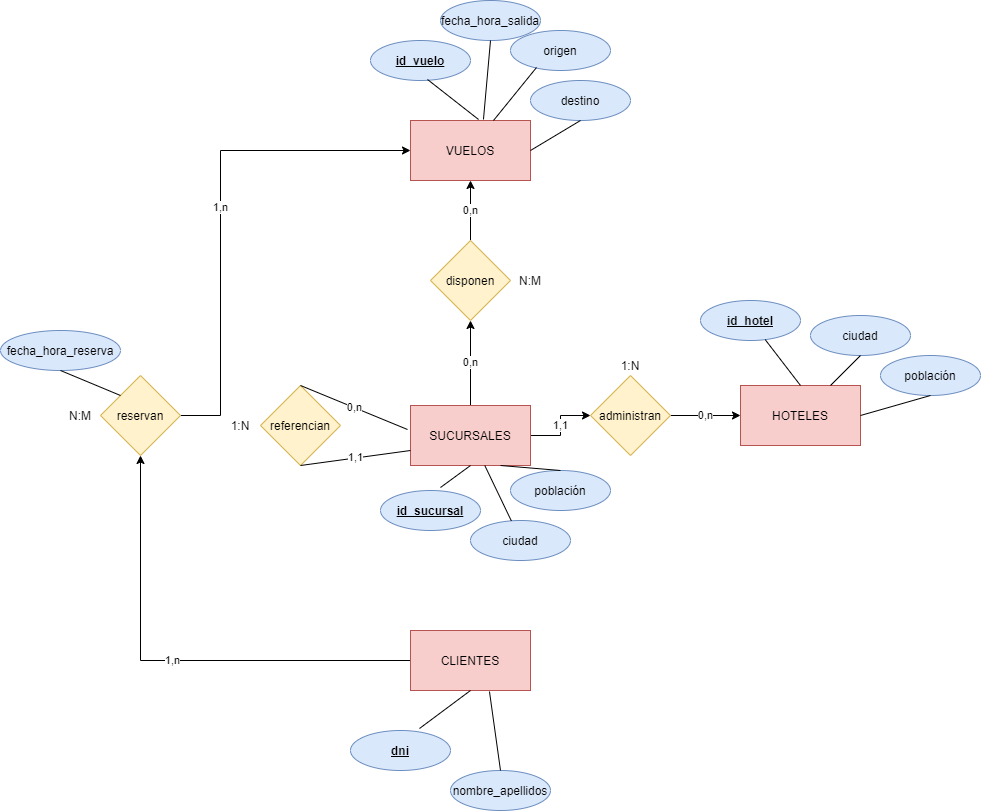 fecha_hora_salida
origen
id_vuelo
destino
VUELOS
1,n
0,n
disponen
N:M
id_hotel
ciudad
población
fecha_hora_reserva
0,n
1:N
N:M
reservan
1:N
referencian
0,n
1,1
SUCURSALES
1,1
administran
0,n
HOTELES
población
id_sucursal
ciudad
1,n
CLIENTES
dni
nombre_apellidos